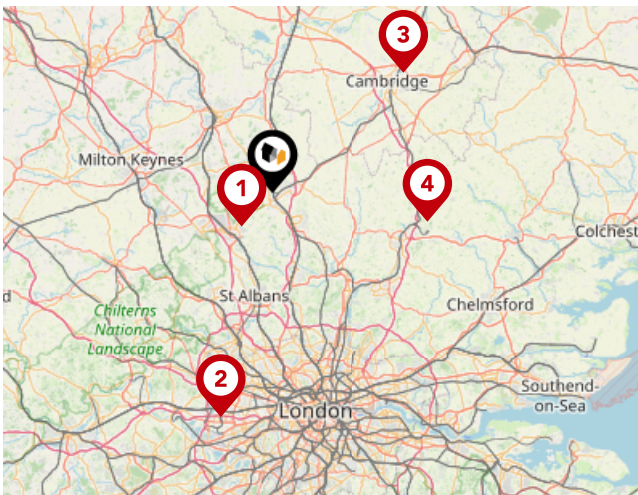 3
Cambridge
Milton Keynes
1
4
Colchest
St Albans
d
Chelmsford
Chilterns
National
Landscape
2
Southend-
on-Sea
London